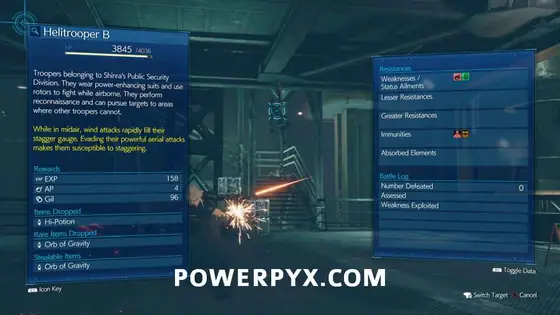 Helitrooper B
HP 3845 /4036
Troopers belonging to Shinra's Public Security
Division. They wear power-enhancing suits and use
rotors to fight while airborne. They perform
reconnaissance and can pursue targets to areas
where other troopers cannot.
While in midair, wind attacks rapidly fill their
stagger gauge. Evading their powerful aerial attacks
makes them susceptible to staggering.
Rewards
EXP 158
AP 4
Gil 96
Items Dropped
Hi-Potion
Rare Items Dropped
Orb of Gravity
Stealable Items
Orb of Gravity
Icon Key
Resistances
Weaknesses /
Status Ailments
Lesser Resistances
Greater Resistances
Immunities
Absorbed Elements
Battle Log
Number Defeated 0
Assessed
Weakness Exploited
Toggle Data
Switch Target Cancel
POWERPYX.COM